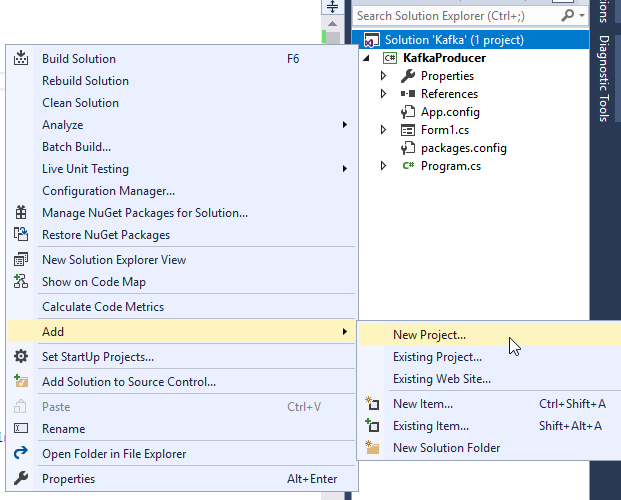 Search Solution Explorer (Ctrl+;)
Solution 'Kafka' (1 project)
C# KafkaProducer
Properties
References
App.config
Form1.cs
packages.config
C# Program.cs
Diagnostic Tools
Build Solution F6
Rebuild Solution
Clean Solution
Analyze
Batch Build...
Live Unit Testing
Configuration Manager...
Manage NuGet Packages for Solution...
Restore NuGet Packages
New Solution Explorer View
Show on Code Map
Calculate Code Metrics
Add
Set StartUp Projects...
Add Solution to Source Control...
Paste Ctrl+V
Rename
Open Folder in File Explorer
Properties Alt+Enter
New Project...
Existing Project...
Existing Web Site...
New Item... Ctrl+Shift+A
Existing Item... Shift+Alt+A
New Solution Folder